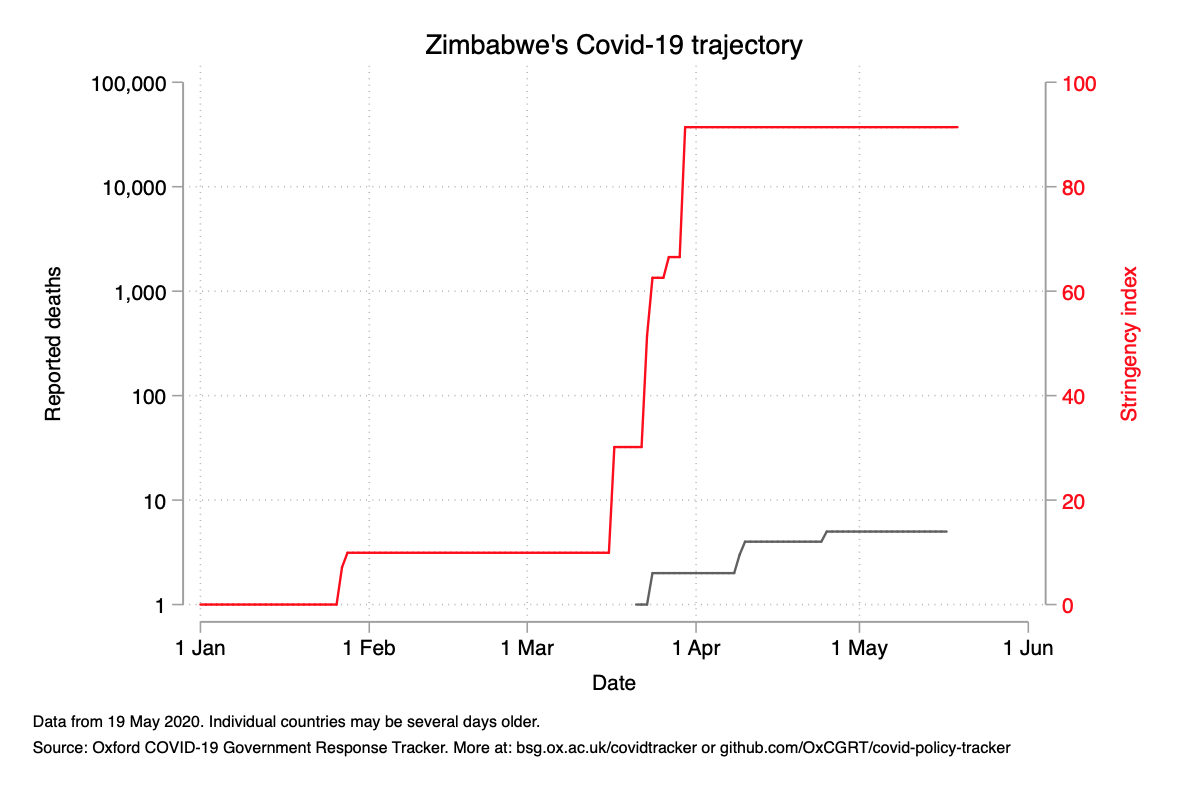 Zimbabwe's Covid-19 trajectory
100,000
10,000
1,000
100
10
1
Reported deaths
100
80
60
40
20
0
Stringency index
1 Jan
1 Feb
1 Mar
1 Apr
1 May
1 Jun
Date
Data from 19 May 2020. Individual countries may be several days older.
Source: Oxford COVID-19 Government Response Tracker. More at: bsg.ox.ac.uk/covidtracker or github.com/OxCGRT/covid-policy-tracker